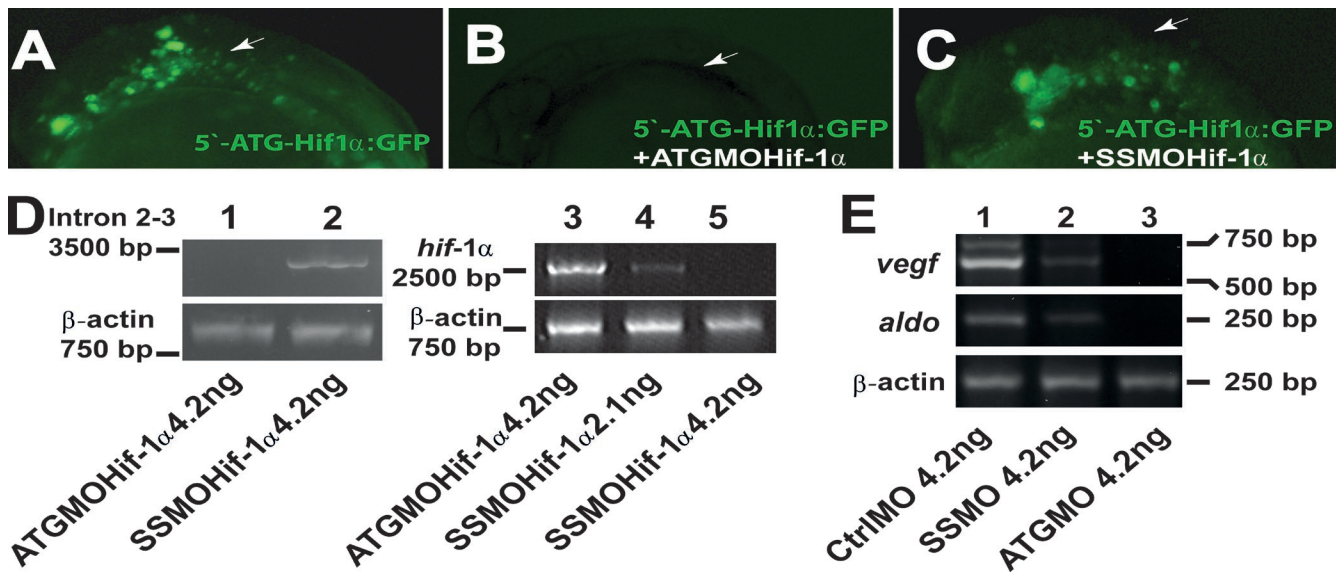 A
5`-ATG-Hif1α:GFP
B
5`-ATG-Hif1α:GFP
+ATGMOHif-1α
C
5`-ATG-Hif1α:GFP
+SSMOHif-1α
D
Intron 2-3 1 2
3500 bp
β-actin
750 bp
ATGMOHif-1α4.2ng
SSMOHif-1α4.2ng
3 4 5
hif-1α
2500 bp
β-actin
750 bp
ATGMOHif-1α4.2ng
SSMOHif-1α2.1ng
SSMOHif-1α4.2ng
E
1 2 3
vegf
750 bp
500 bp
aldo
250 bp
β-actin
250 bp
CtrlMO 4.2ng
SSMO 4.2ng
ATGMO 4.2ng